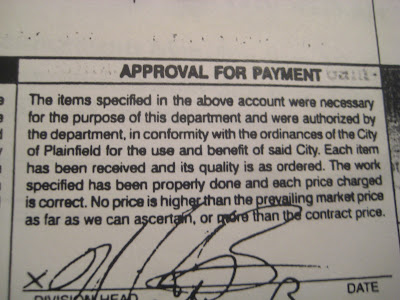 APPROVAL FOR PAYMENT
The items specified in the above account were necessary
for the purpose of this department and were authorized by
the department, in conformity with the ordinances of the City
of Plainfield for the use and benefit of said City. Each item
has been received and its quality is as ordered. The work
specified has been properly done and each price charged
is correct. No price is higher than the prevailing market price
as far as we can ascertain, or more than the contract price.
X
DIVISION HEAD DATE